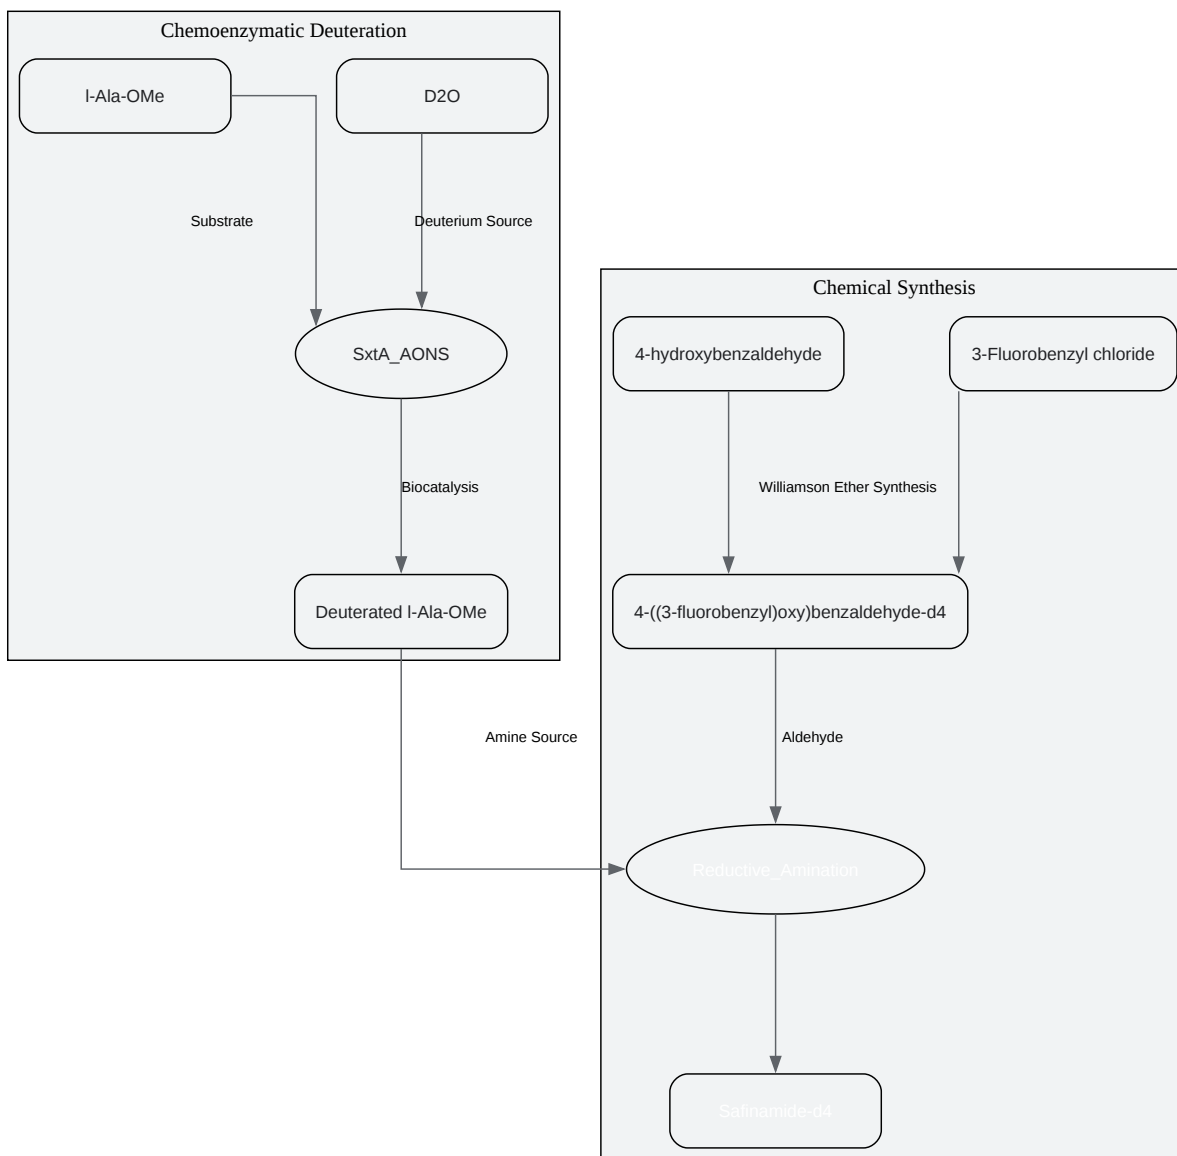 Chemoenzymatic Deuteration
l-Ala-OMe
D2O
Substrate
Deuterium Source
SxtA_AONS
Biocatalysis
Deuterated l-Ala-OMe
Amine Source
Chemical Synthesis
4-hydroxybenzaldehyde
3-Fluorobenzyl chloride
Williamson Ether Synthesis
4-((3-fluorobenzyl)oxy)benzaldehyde-d4
Aldehyde
Reductive_Amination
Safinamide-d4